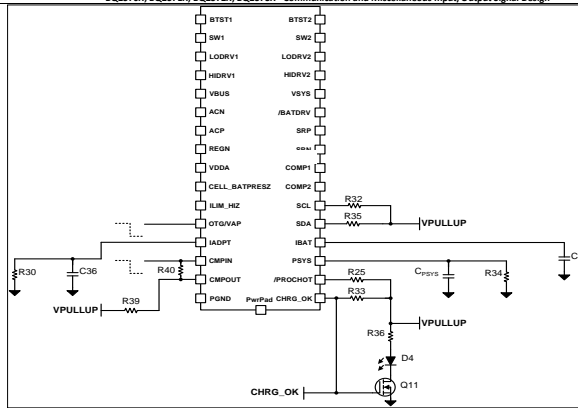 BTST1 BTST2
SW1 SW2
LODRV1 LODRV2
HIDRV1 HIDRV2
VBUS VSYS
ACN /BATDRV
ACP SRP
REGN SRN
VDDA COMP1
CELL_BATPRESZ COMP2
ILIM_HIZ SCL R32
OTG/VAP SDA R35 VPULLUP
IADPT IBAT
R30 C36 CMPIN R40 PSYS CPSYS R34 C
CMPOUT /PROCHOT R25
VPULLUP R39 PGND PwrPad CHRG_OK R33
VPULLUP
R36
D4
CHRG_OK Q11